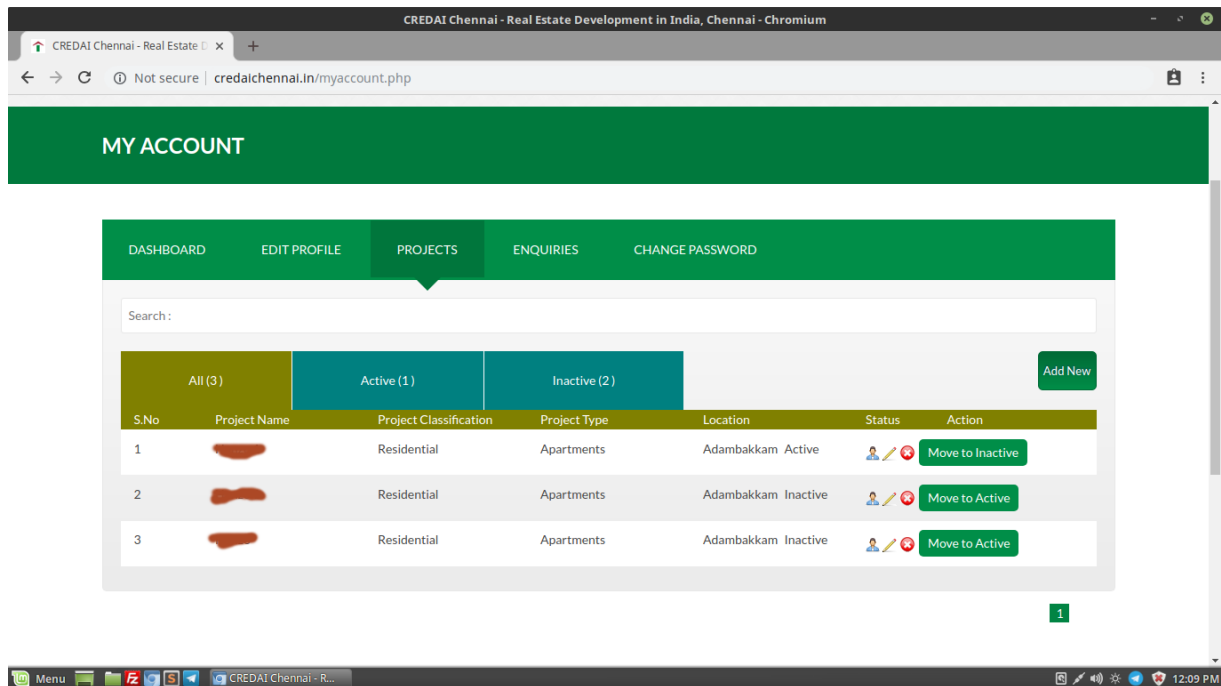 CREDAI Chennai - Real Estate Development in India, Chennai - Chromium
CREDAI Chennai - Real Estate D
Not secure | credaichennai.in/myaccount.php
MY ACCOUNT
DASHBOARD EDIT PROFILE PROJECTS ENQUIRIES CHANGE PASSWORD
Search :
All (3) Active (1) Inactive (2) Add New
S.No Project Name Project Classification Project Type Location Status Action
1 Residential Apartments Adambakkam Active Move to Inactive
2 Residential Apartments Adambakkam Inactive Move to Active
3 Residential Apartments Adambakkam Inactive Move to Active
1
Menu Fz S CREDAI Chennai - R... 12:09 PM